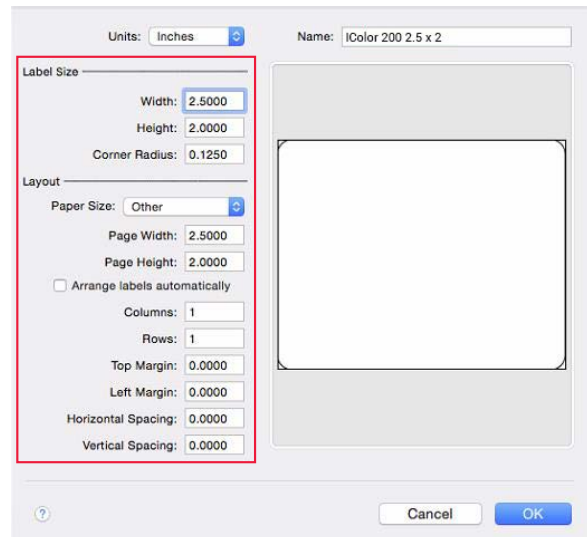 Units: Inches
Name: IColor 200 2.5 x 2
Label Size
Width: 2.5000
Height: 2.0000
Corner Radius: 0.1250
Layout
Paper Size: Other
Page Width: 2.5000
Page Height: 2.0000
Arrange labels automatically
Columns: 1
Rows: 1
Top Margin: 0.0000
Left Margin: 0.0000
Horizontal Spacing: 0.0000
Vertical Spacing: 0.0000
?
Cancel
OK